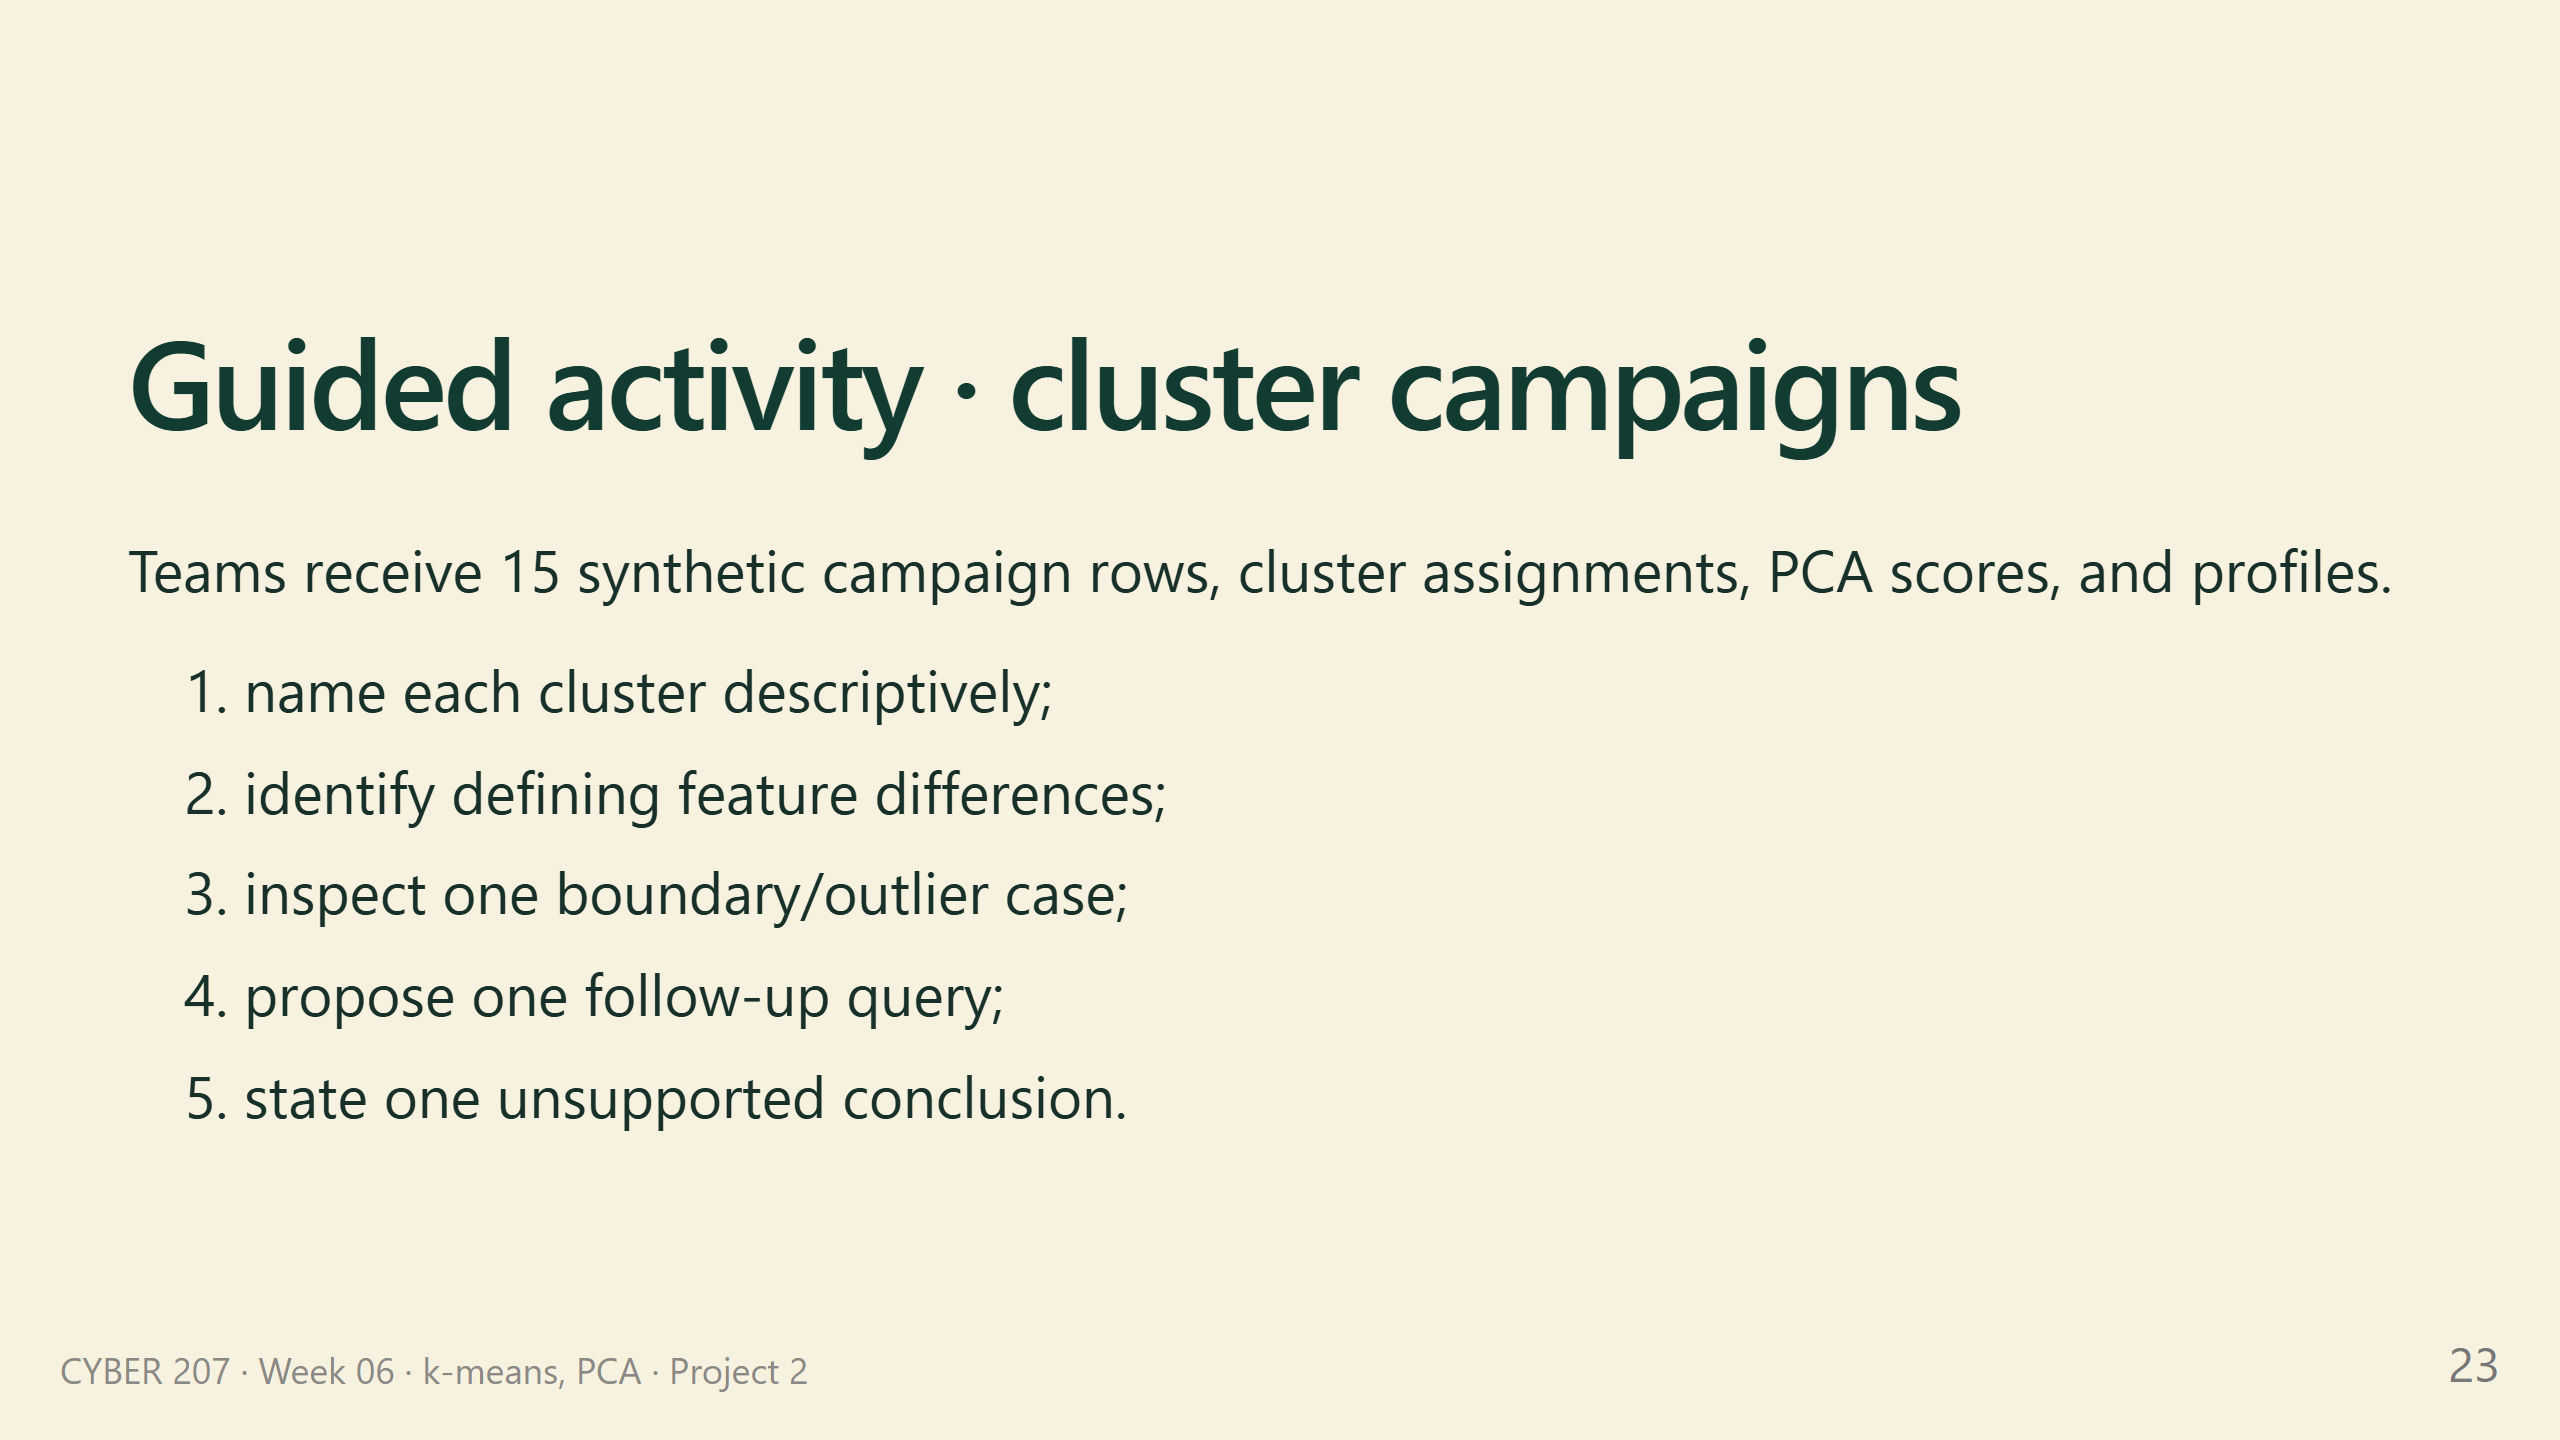 Guided activity · cluster campaigns
Teams receive 15 synthetic campaign rows, cluster assignments, PCA scores, and profiles.
1. name each cluster descriptively;
2. identify defining feature differences;
3. inspect one boundary/outlier case;
4. propose one follow-up query;
5. state one unsupported conclusion.
CYBER 207 · Week 06 · k-means, PCA · Project 2
23